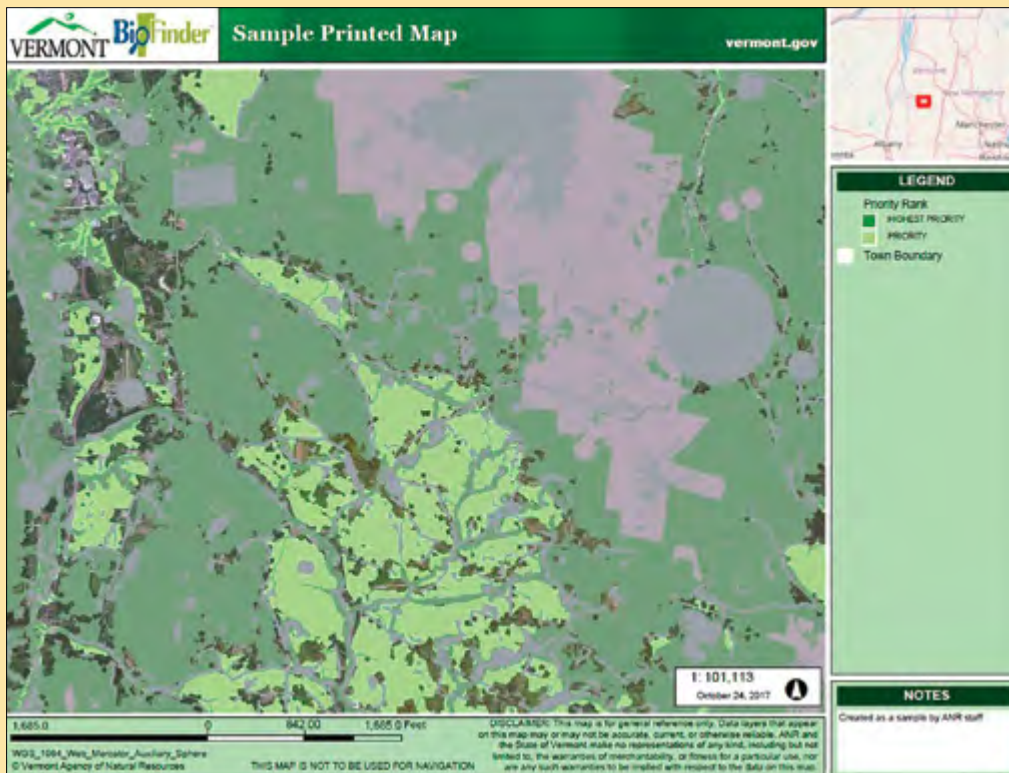 VERMONT BioFinder
Sample Printed Map
vermont.gov
Vermont
New Hampshire
Manchester
Albany
LEGEND
Priority Rank
HIGHEST PRIORITY
PRIORITY
Town Boundary
1: 101,113
October 24, 2017
NOTES
Created as a sample by ANR staff
1,685.0 0 842.00 1,685.0 Feet
WGS_1984_Web_Mercator_Auxiliary_Sphere
© Vermont Agency of Natural Resources
THIS MAP IS NOT TO BE USED FOR NAVIGATION
DISCLAIMER: This map is for general reference only. Data layers that appear
on this map may or may not be accurate, current, or otherwise reliable. ANR and
the State of Vermont make no representations of any kind, including but not
limited to, the warranties of merchantability, or fitness for a particular use, nor
are any such warranties to be implied with respect to the data on this map.